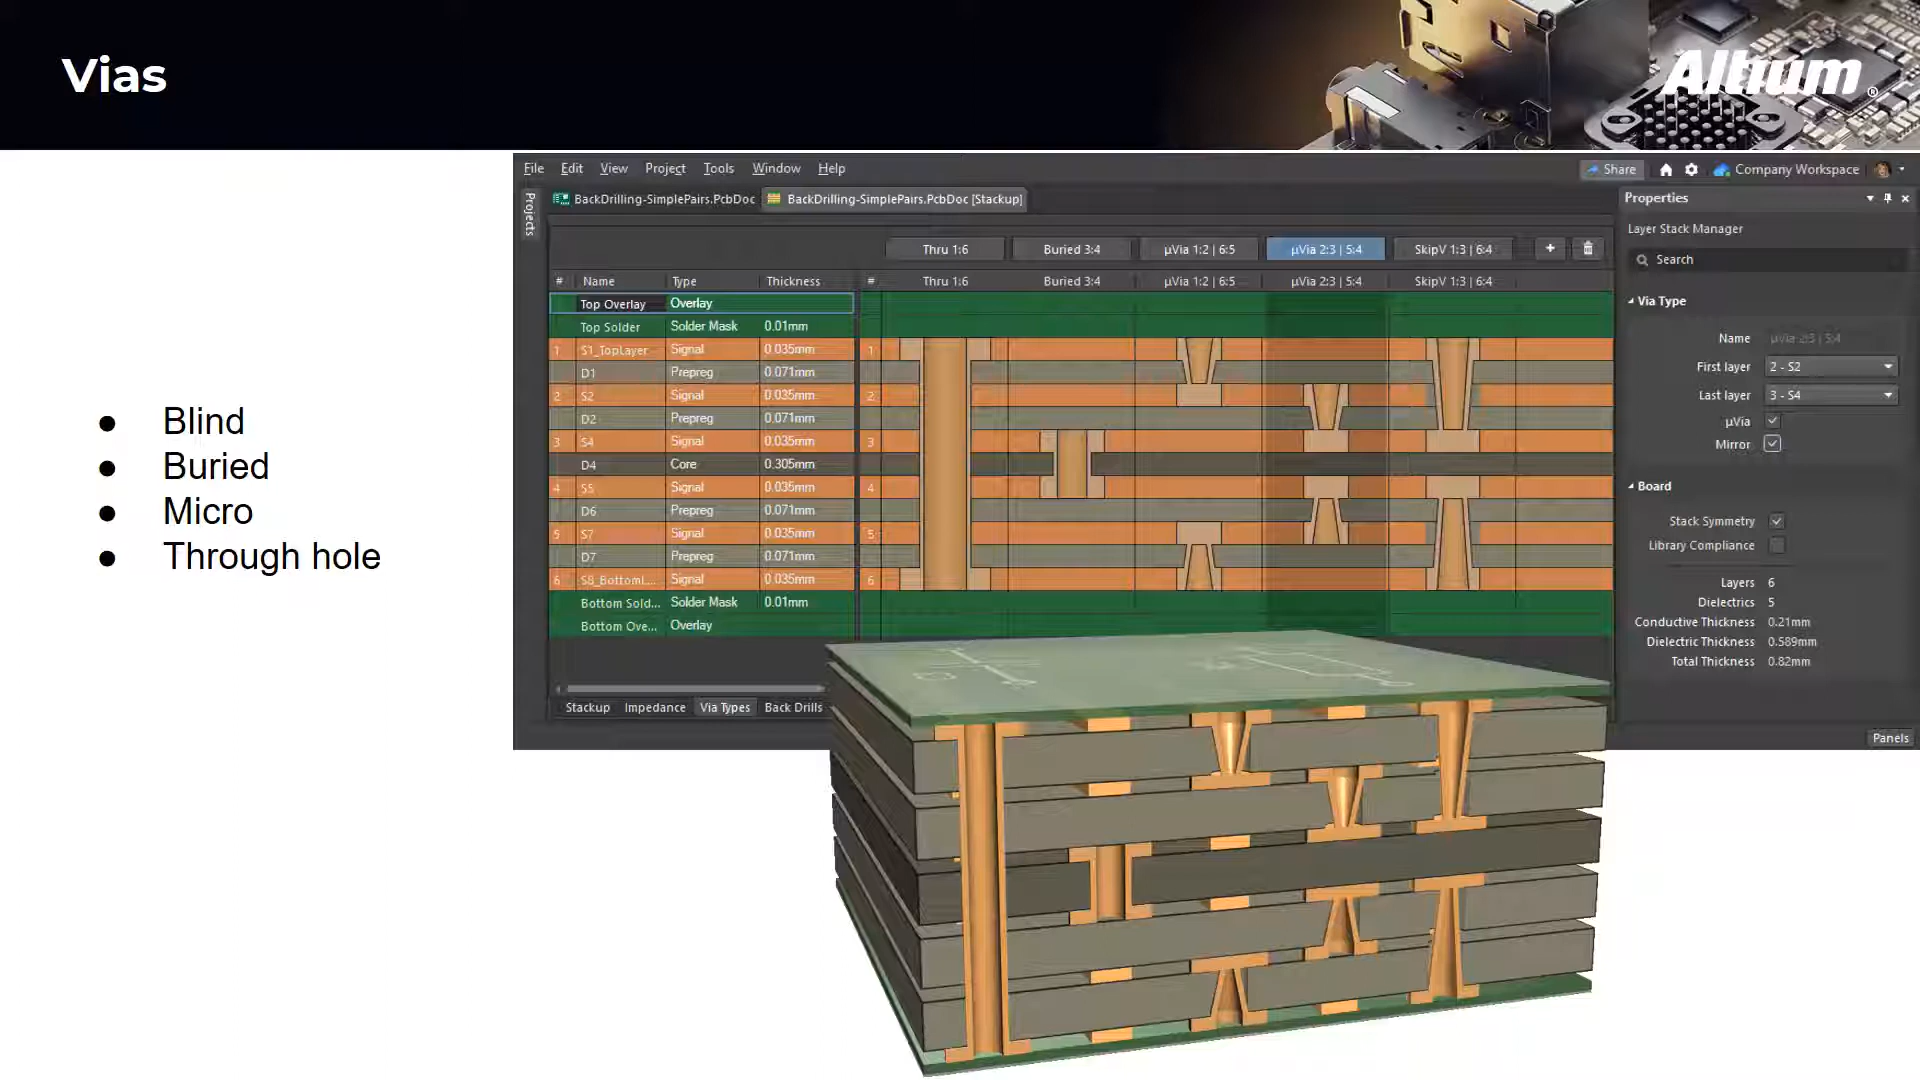 Vias
Altium®
• Blind
• Buried
• Micro
• Through hole
File Edit View Project Tools Window Help
Share Company Workspace
Projects
BackDrilling-SimplePairs.PcbDoc BackDrilling-SimplePairs.PcbDoc [Stackup]
Thru 1:6 Buried 3:4 µVia 1:2 | 6:5 µVia 2:3 | 5:4 SkipV 1:3 | 6:4 +
# Name Type Thickness # Thru 1:6 Buried 3:4 µVia 1:2 | 6:5 µVia 2:3 | 5:4 SkipV 1:3 | 6:4
Top Overlay Overlay
Top Solder Solder Mask 0.01mm
1 S1_TopLayer Signal 0.035mm 1
D1 Prepreg 0.071mm
2 S2 Signal 0.035mm 2
D2 Prepreg 0.071mm
3 S4 Signal 0.035mm 3
D4 Core 0.305mm
4 S5 Signal 0.035mm 4
D6 Prepreg 0.071mm
5 S7 Signal 0.035mm 5
D7 Prepreg 0.071mm
6 S8_BottomL... Signal 0.035mm 6
Bottom Sold... Solder Mask 0.01mm
Bottom Ove... Overlay
Stackup Impedance Via Types Back Drills
Properties
Layer Stack Manager
Search
Via Type
Name µVia 2:3 | 5:4
First layer 2 - S2
Last layer 3 - S4
µVia
Mirror
Board
Stack Symmetry
Library Compliance
Layers 6
Dielectrics 5
Conductive Thickness 0.21mm
Dielectric Thickness 0.589mm
Total Thickness 0.82mm
Panels